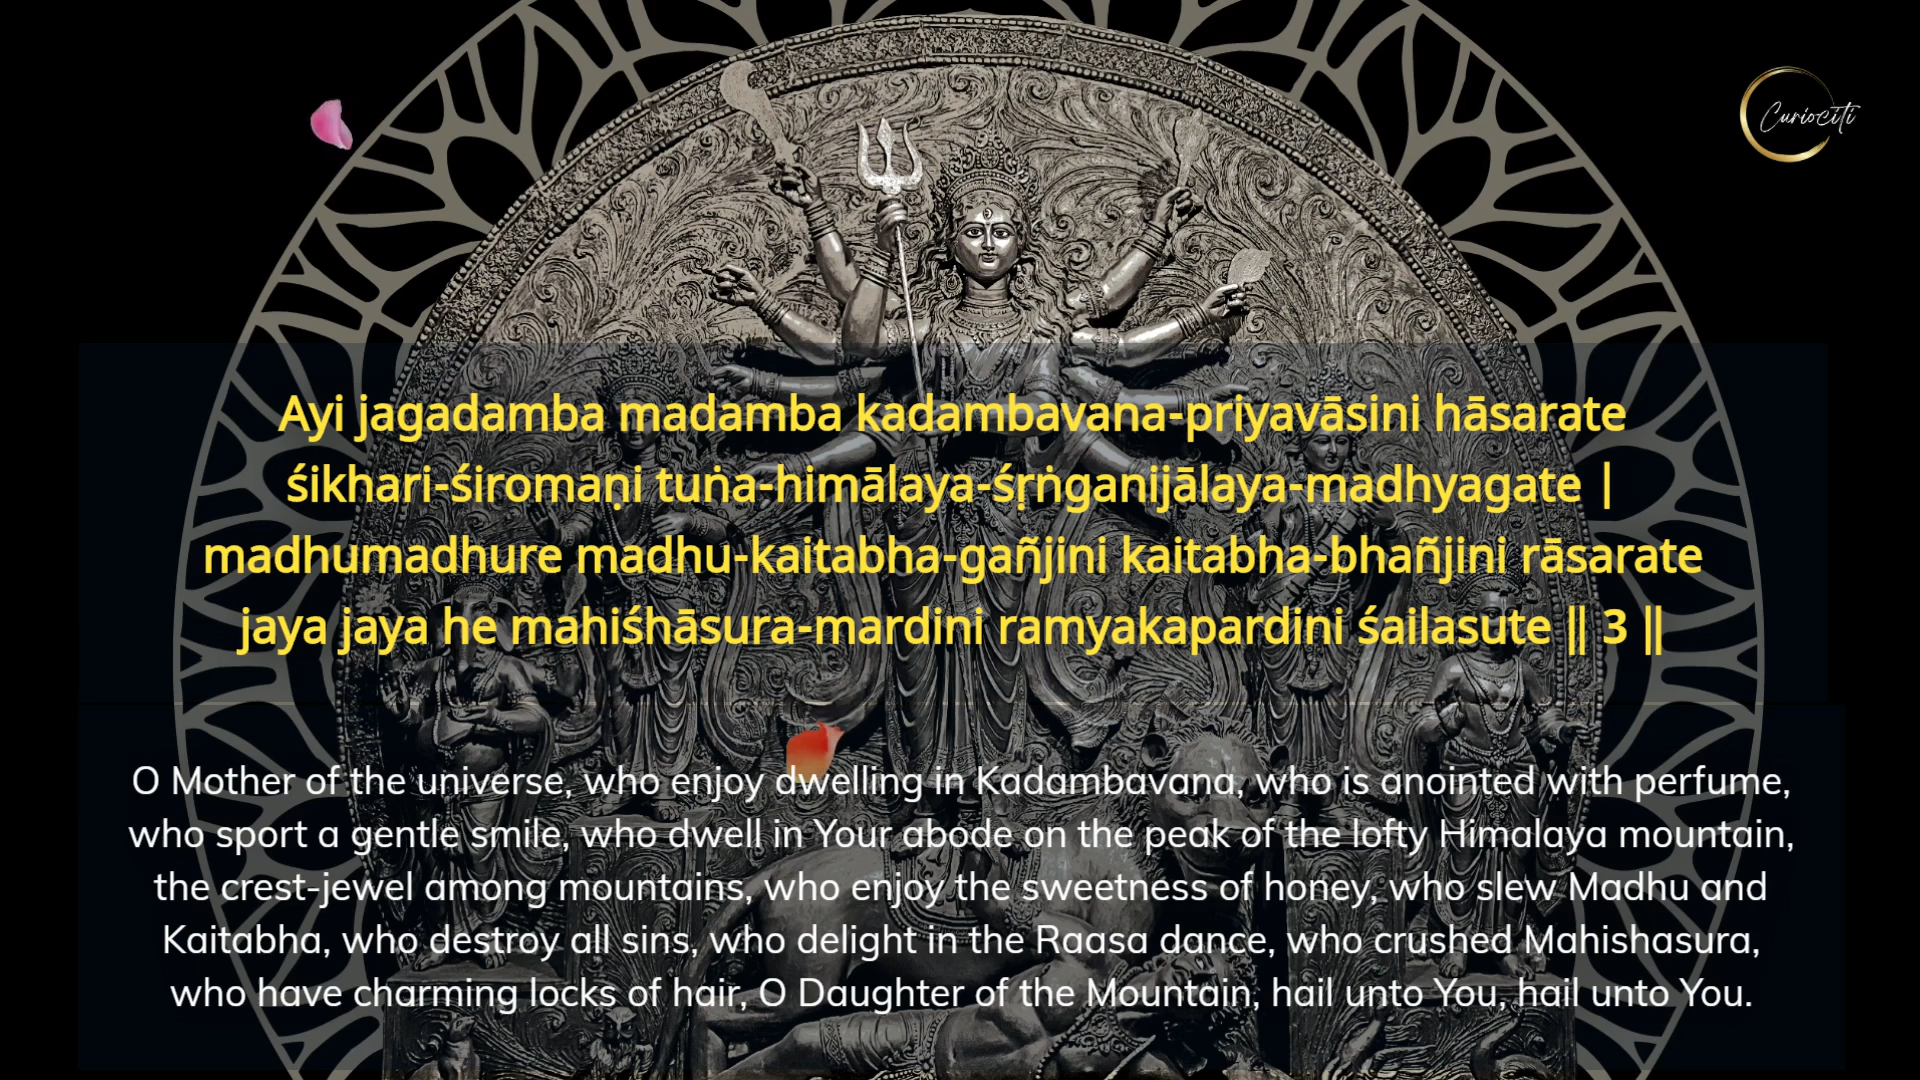 Curiociti
Ayi jagadamba madamba kadambavana-priyavāsini hāsarate
śikhari-śiromaṇi tuṅa-himālaya-śṛṅganijālaya-madhyagate |
madhumadhure madhu-kaitabha-gañjini kaitabha-bhañjini rāsarate
jaya jaya he mahiśhāsura-mardini ramyakapardini śailasute || 3 ||
O Mother of the universe, who enjoy dwelling in Kadambavana, who is anointed with perfume,
who sport a gentle smile, who dwell in Your abode on the peak of the lofty Himalaya mountain,
the crest-jewel among mountains, who enjoy the sweetness of honey, who slew Madhu and
Kaitabha, who destroy all sins, who delight in the Raasa dance, who crushed Mahishasura,
who have charming locks of hair, O Daughter of the Mountain, hail unto You, hail unto You.